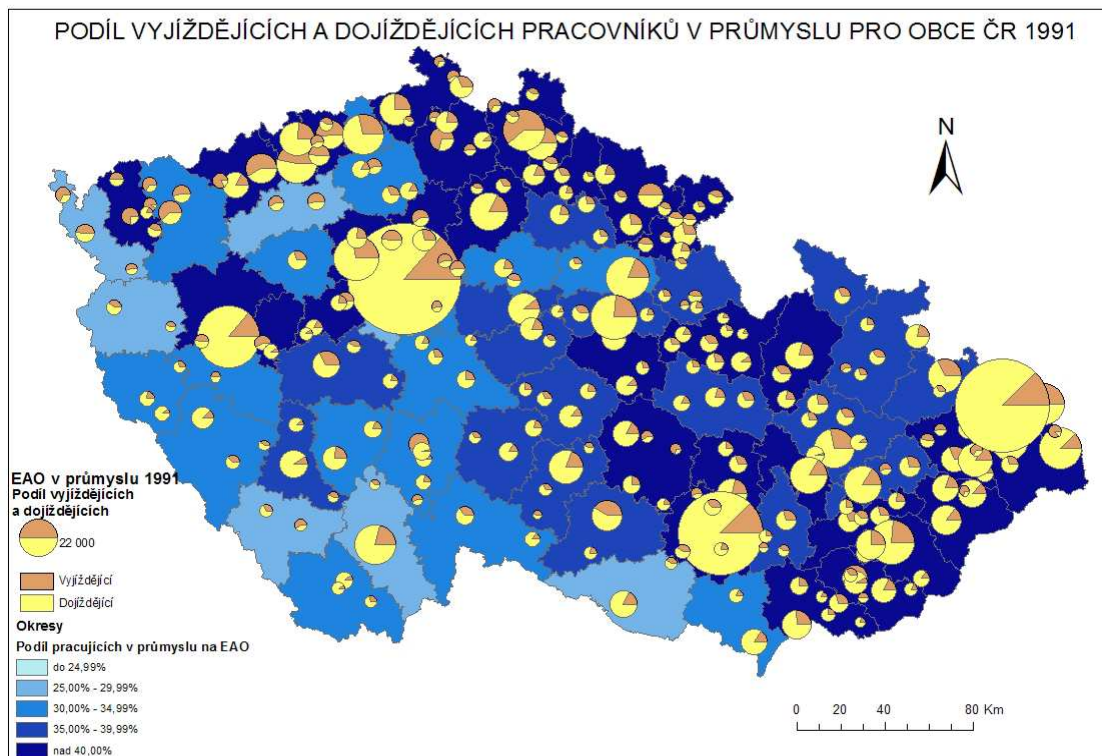 PODÍL VYJÍŽDĚJÍCÍCH A DOJÍŽDĚJÍCÍCH PRACOVNÍKŮ V PRŮMYSLU PRO OBCE ČR 1991
N
EAO v průmyslu 1991
Podíl vyjíždějících
a dojíždějících
22 000
Vyjíždějící
Dojíždějící
Okresy
Podíl pracujících v průmyslu na EAO
do 24,99%
25,00% - 29,99%
30,00% - 34,99%
35,00% - 39,99%
nad 40,00%
0 20 40 80 Km